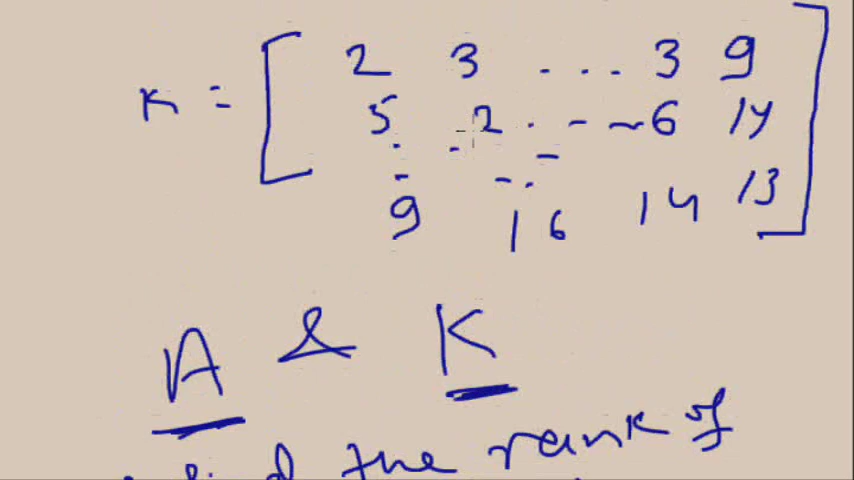 K = [ 2 3 . . . . 3 9
5 2 . - ~ 6 14
. . -
- - .
9 16 14 13 ]
A & K
the rank of